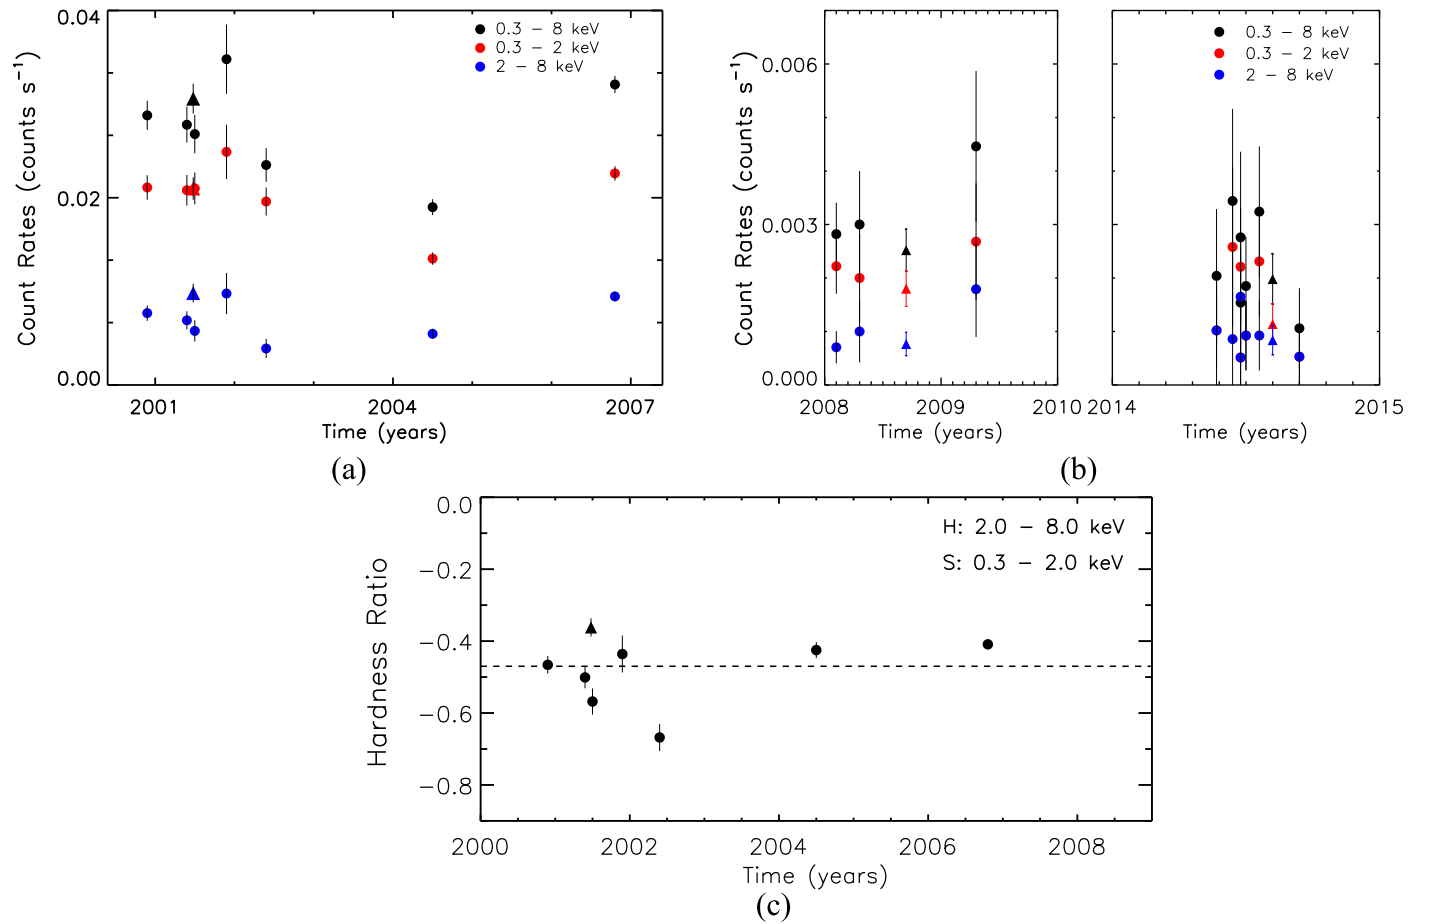 0.04
0.02
0.00
Count Rates (counts s⁻¹)
0.3 − 8 keV
0.3 − 2 keV
2 − 8 keV
2001 2004 2007
Time (years)
(a)
0.006
0.003
0.000
Count Rates (counts s⁻¹)
0.3 − 8 keV
0.3 − 2 keV
2 − 8 keV
2008 2009 2010 2014 2015
Time (years) Time (years)
(b)
0.0
−0.2
−0.4
−0.6
−0.8
Hardness Ratio
H: 2.0 − 8.0 keV
S: 0.3 − 2.0 keV
2000 2002 2004 2006 2008
Time (years)
(c)